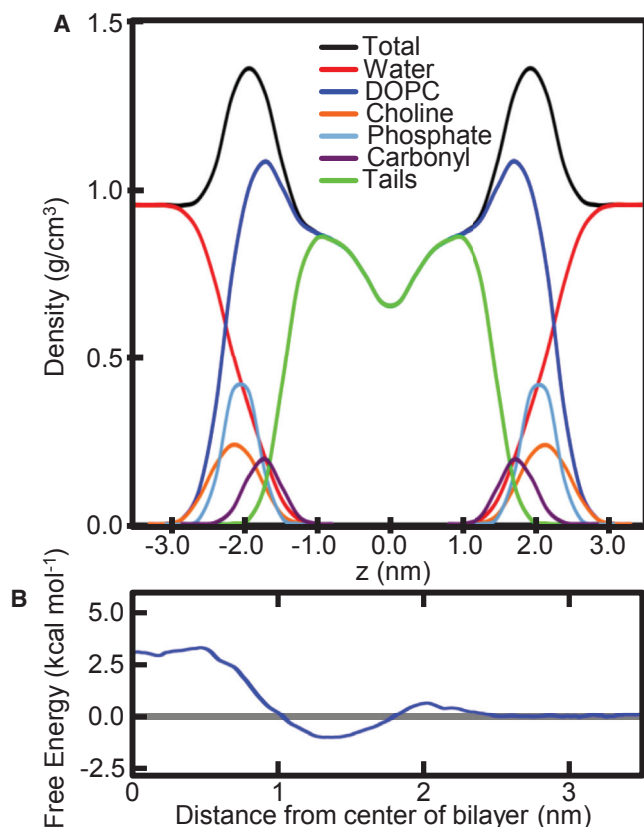 A
1.5
1.0
0.5
0.0
Density (g/cm³)
Total
Water
DOPC
Choline
Phosphate
Carbonyl
Tails
-3.0 -2.0 -1.0 0.0 1.0 2.0 3.0
z (nm)
B
5.0
2.5
0.0
-2.5
Free Energy (kcal mol⁻¹)
0 1 2 3
Distance from center of bilayer (nm)